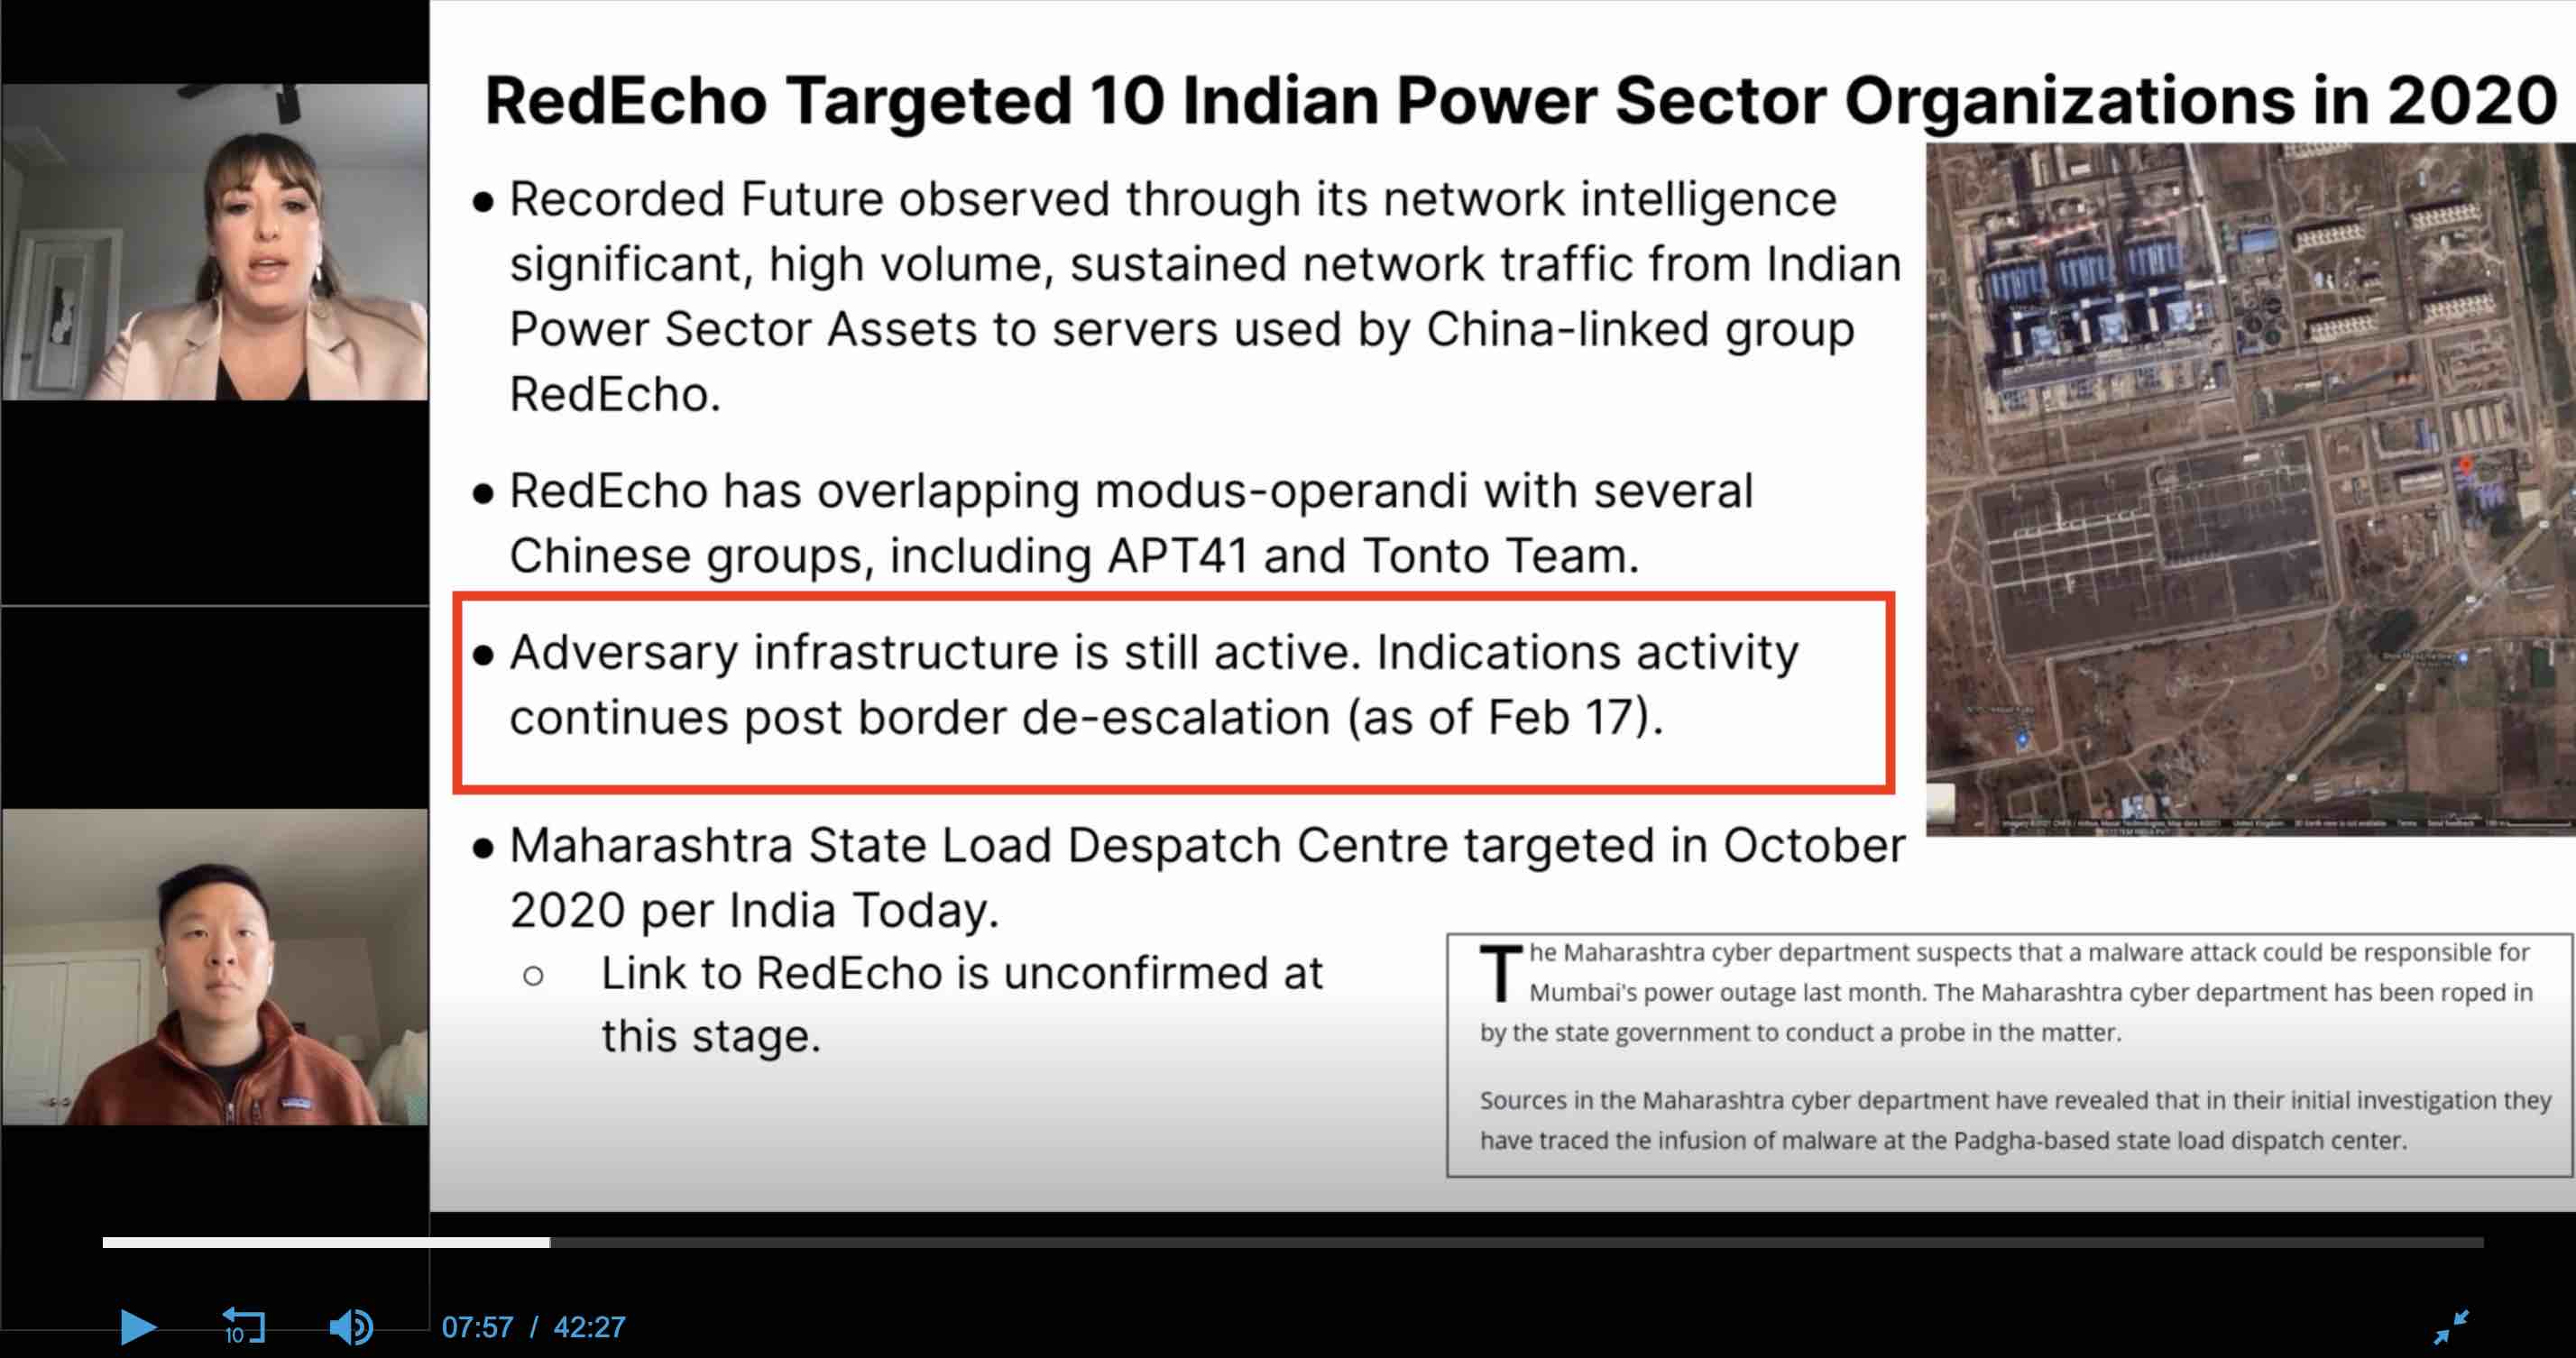 RedEcho Targeted 10 Indian Power Sector Organizations in 2020
● Recorded Future observed through its network intelligence
significant, high volume, sustained network traffic from Indian
Power Sector Assets to servers used by China-linked group
RedEcho.
● RedEcho has overlapping modus-operandi with several
Chinese groups, including APT41 and Tonto Team.
● Adversary infrastructure is still active. Indications activity
continues post border de-escalation (as of Feb 17).
● Maharashtra State Load Despatch Centre targeted in October
2020 per India Today.
○ Link to RedEcho is unconfirmed at
this stage.
The Maharashtra cyber department suspects that a malware attack could be responsible for
Mumbai's power outage last month. The Maharashtra cyber department has been roped in
by the state government to conduct a probe in the matter.
Sources in the Maharashtra cyber department have revealed that in their initial investigation they
have traced the infusion of malware at the Padgha-based state load dispatch center.
10
07:57 / 42:27